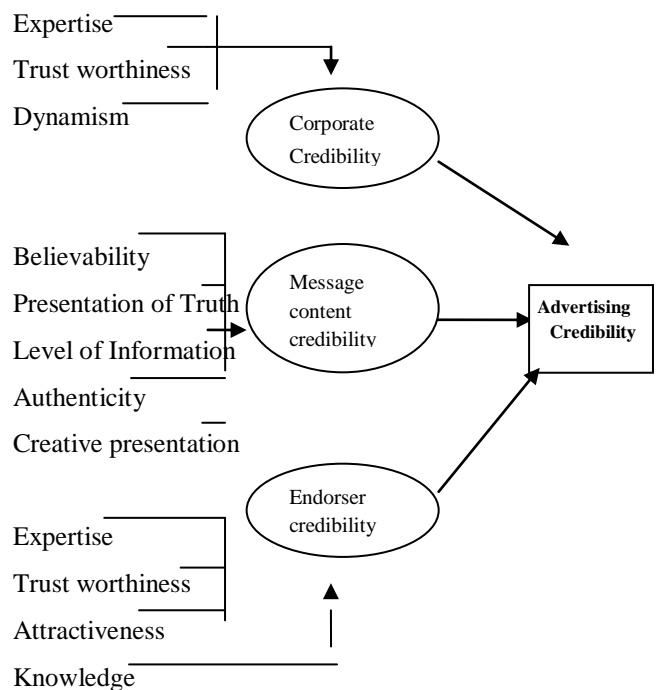 Expertise
Trust worthiness
Dynamism
Corporate
Credibility
Believability
Presentation of Truth
Level of Information
Authenticity
Creative presentation
Message
content
credibility
Advertising
Credibility
Endorser
credibility
Expertise
Trust worthiness
Attractiveness
Knowledge